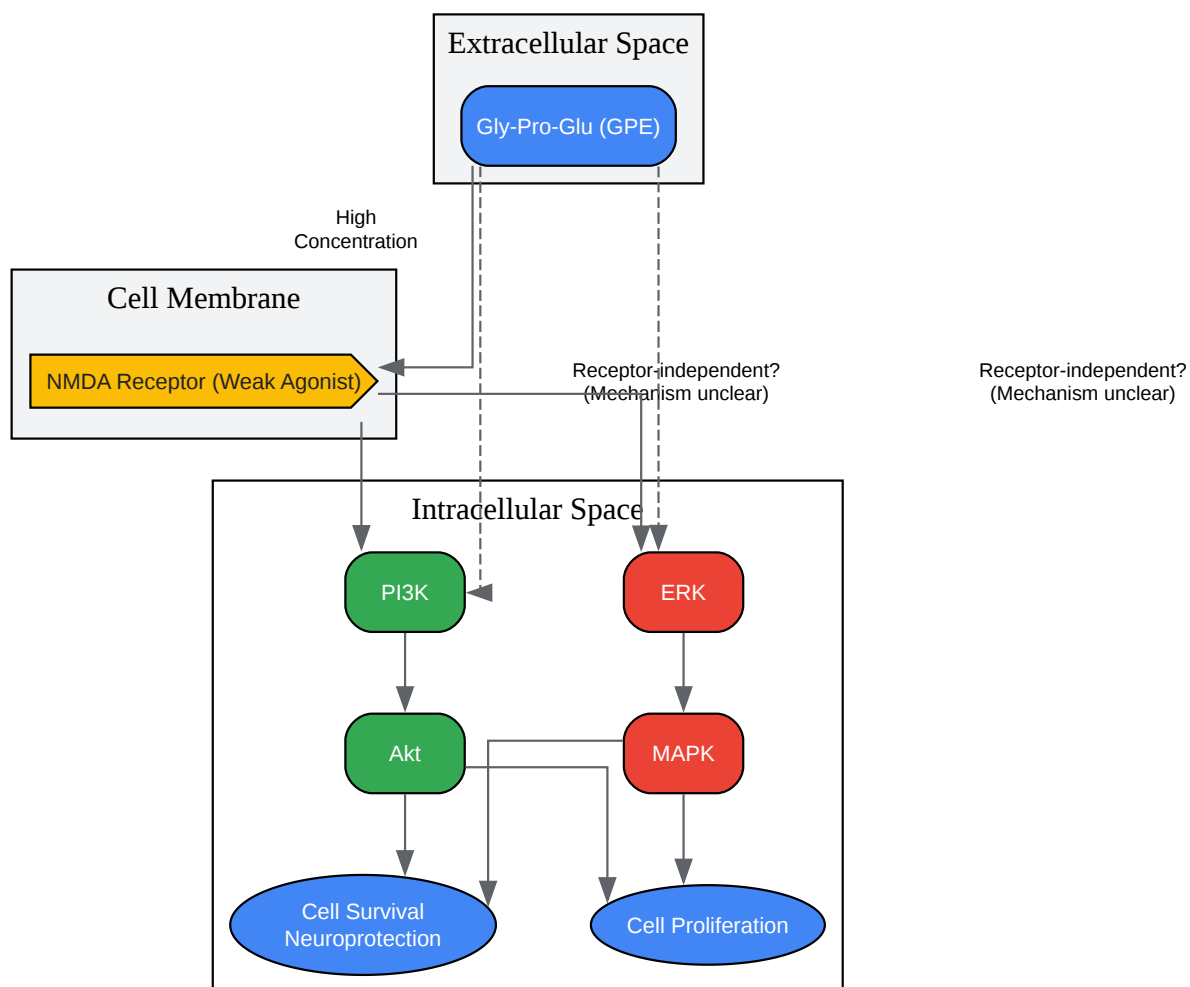 Extracellular Space
Gly-Pro-Glu (GPE)
High
Concentration
Cell Membrane
NMDA Receptor (Weak Agonist)
Receptor-independent?
(Mechanism unclear)
Receptor-independent?
(Mechanism unclear)
Intracellular Space
PI3K
ERK
Akt
MAPK
Cell Survival
Neuroprotection
Cell Proliferation